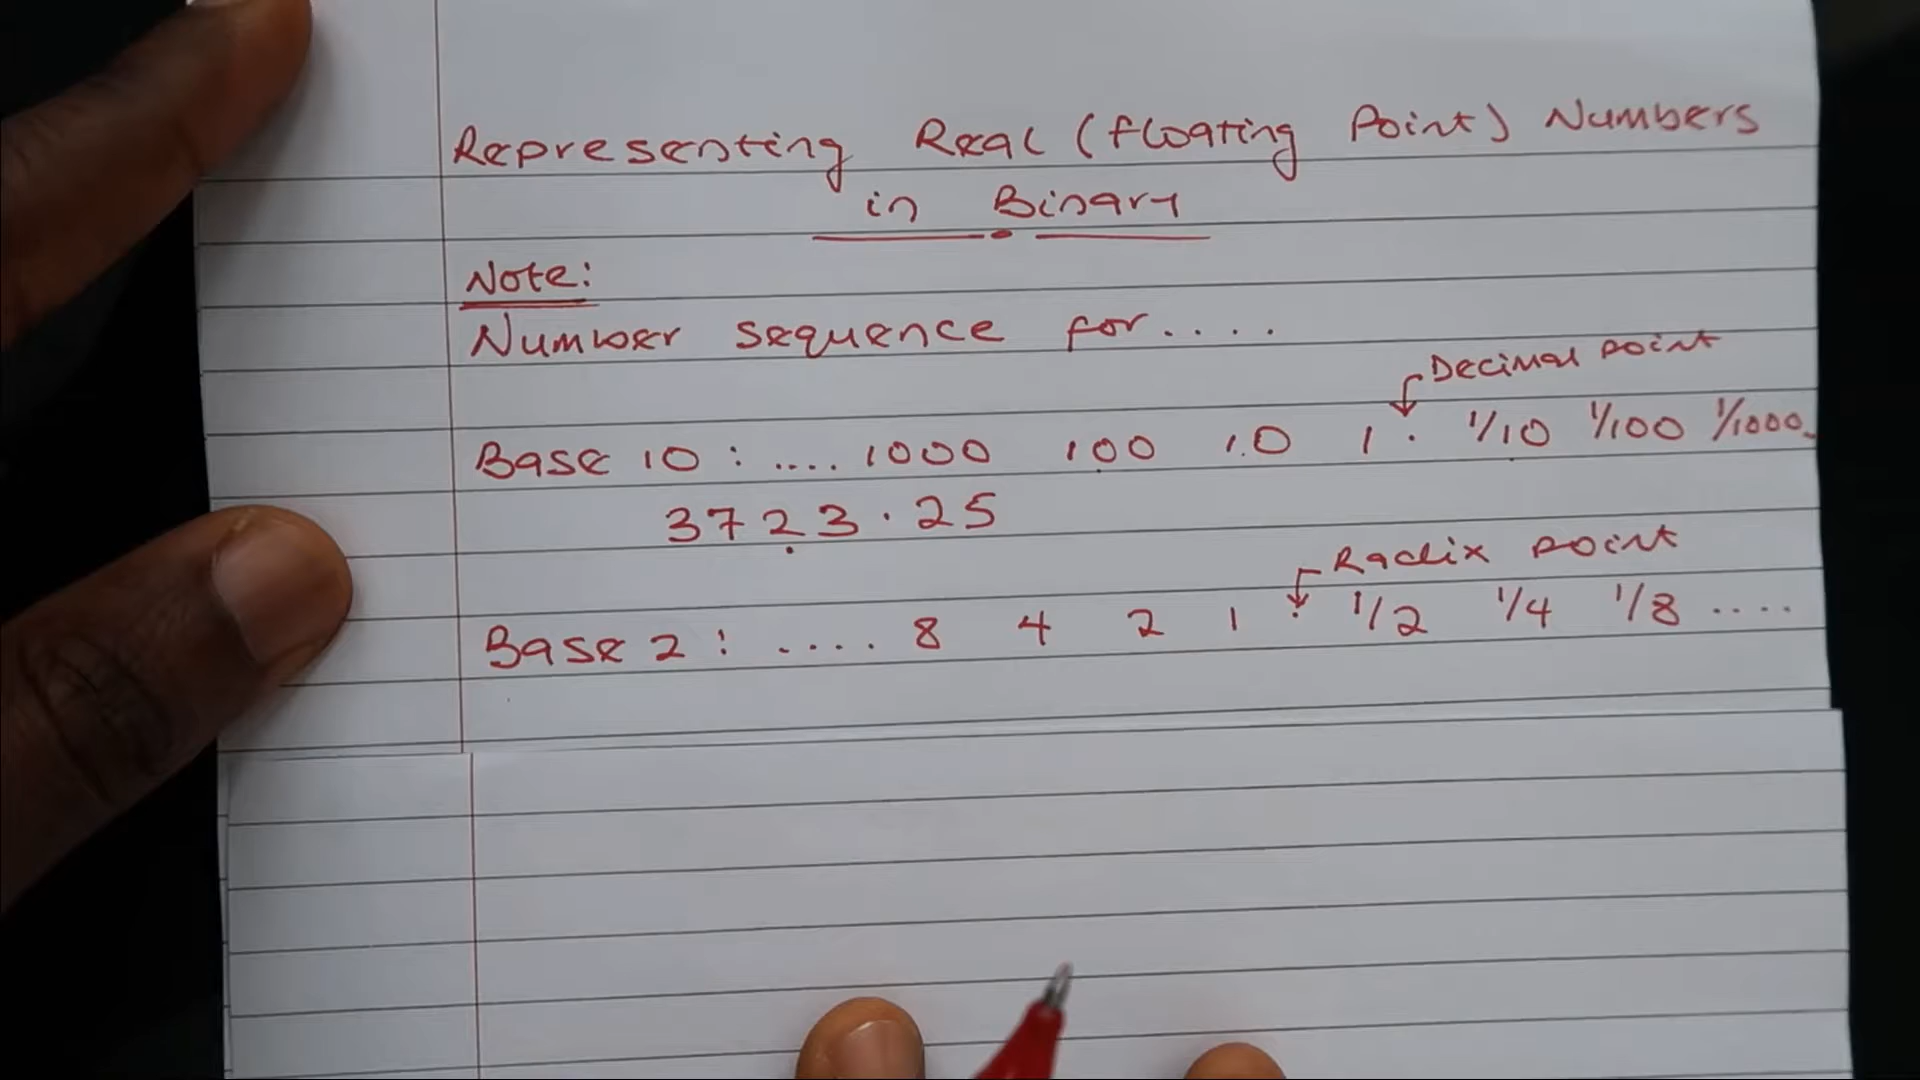 Representing Real (floating Point) Numbers
in Binary
Note:
Number sequence for....
Decimal point
Base 10 : .... 1000 100 10 1 . 1/10 1/100 1/1000.
3723.25
Radix point
Base 2 : .... 8 4 2 1 . 1/2 1/4 1/8 ....